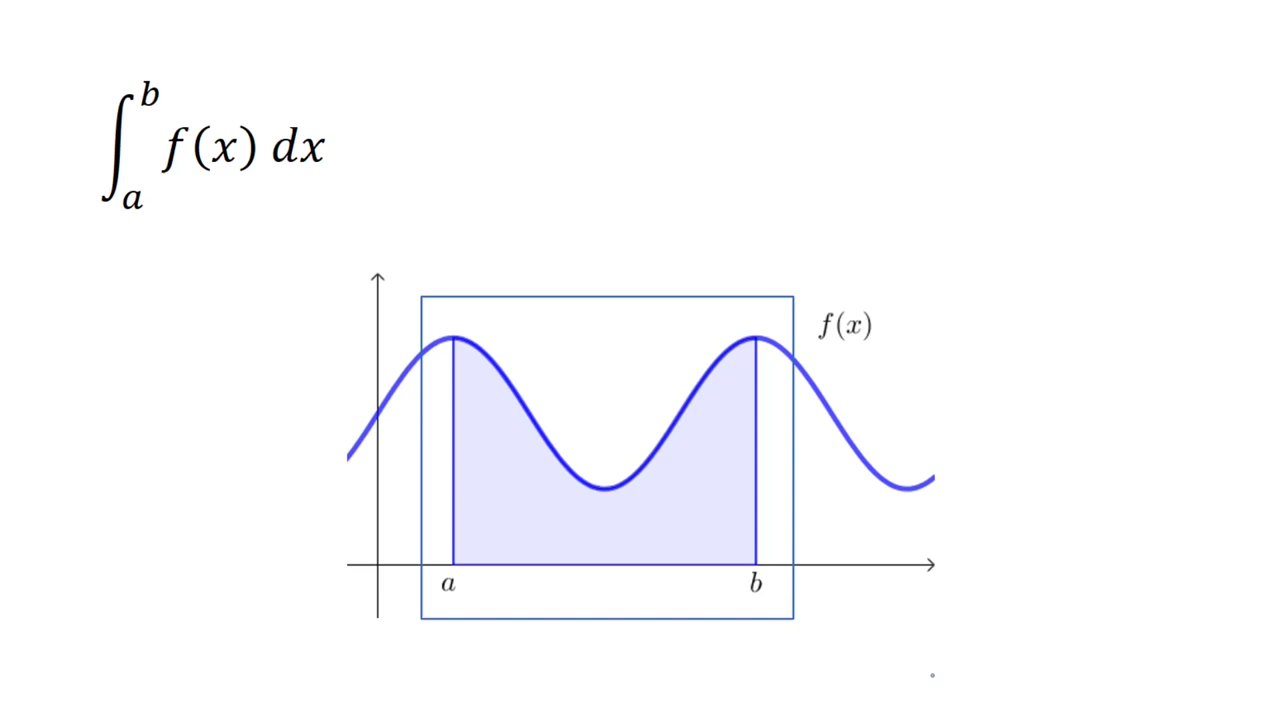 ∫_a^b f(x) dx
f(x)
a b